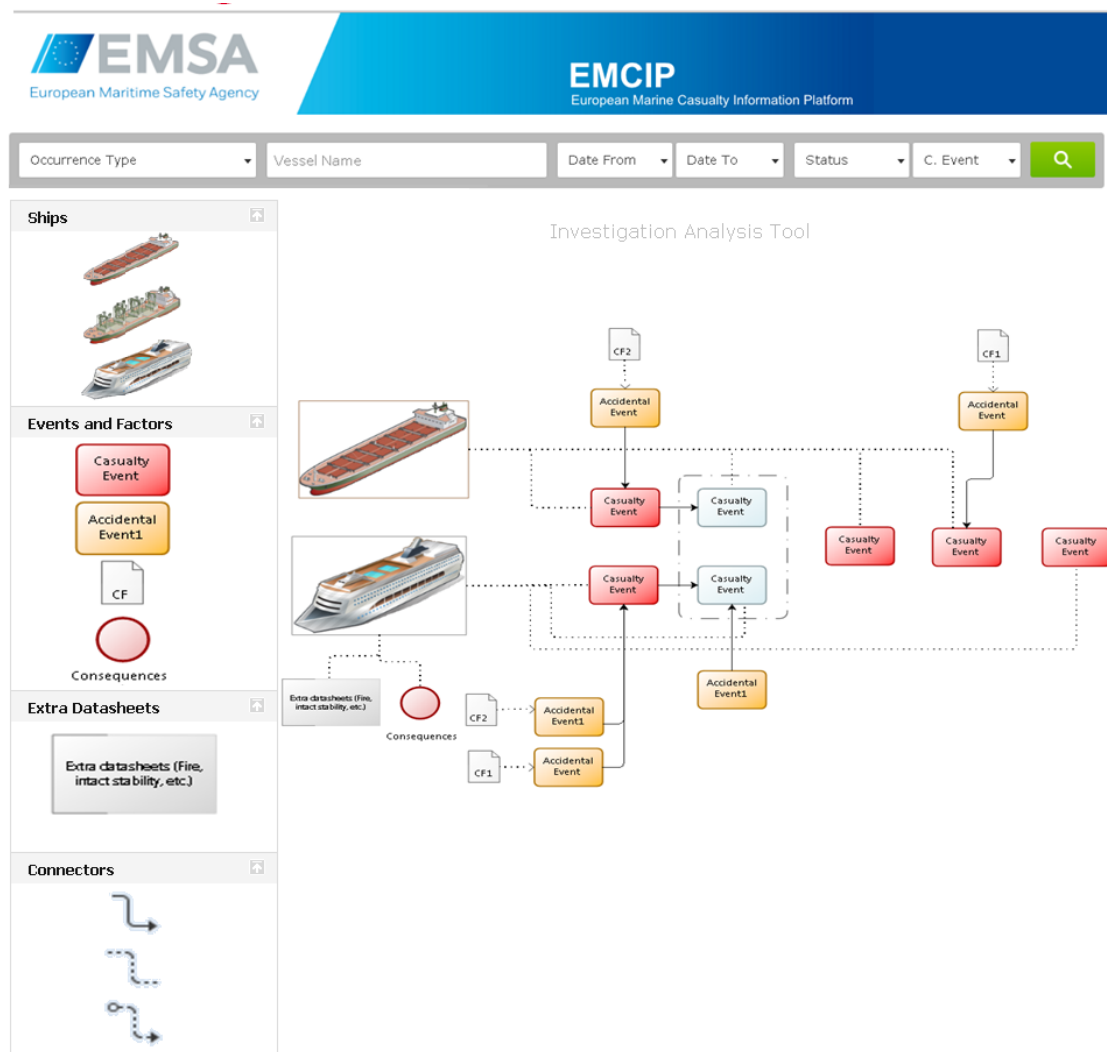 EMSA
European Maritime Safety Agency
EMCIP
European Marine Casualty Information Platform
Occurrence Type
Vessel Name
Date From
Date To
Status
C. Event
Ships
Events and Factors
Casualty
Event
Accidental
Event1
CF
Consequences
Extra Datasheets
Extra datasheets (Fire,
intact stability, etc.)
Connectors
Investigation Analysis Tool
CF2
CF1
Accidental
Event
Accidental
Event
Casualty
Event
Casualty
Event
Casualty
Event
Casualty
Event
Casualty
Event
Casualty
Event
Casualty
Event
Extra datasheets (Fire,
intact stability, etc.)
Consequences
CF2
Accidental
Event1
Accidental
Event1
CF1
Accidental
Event